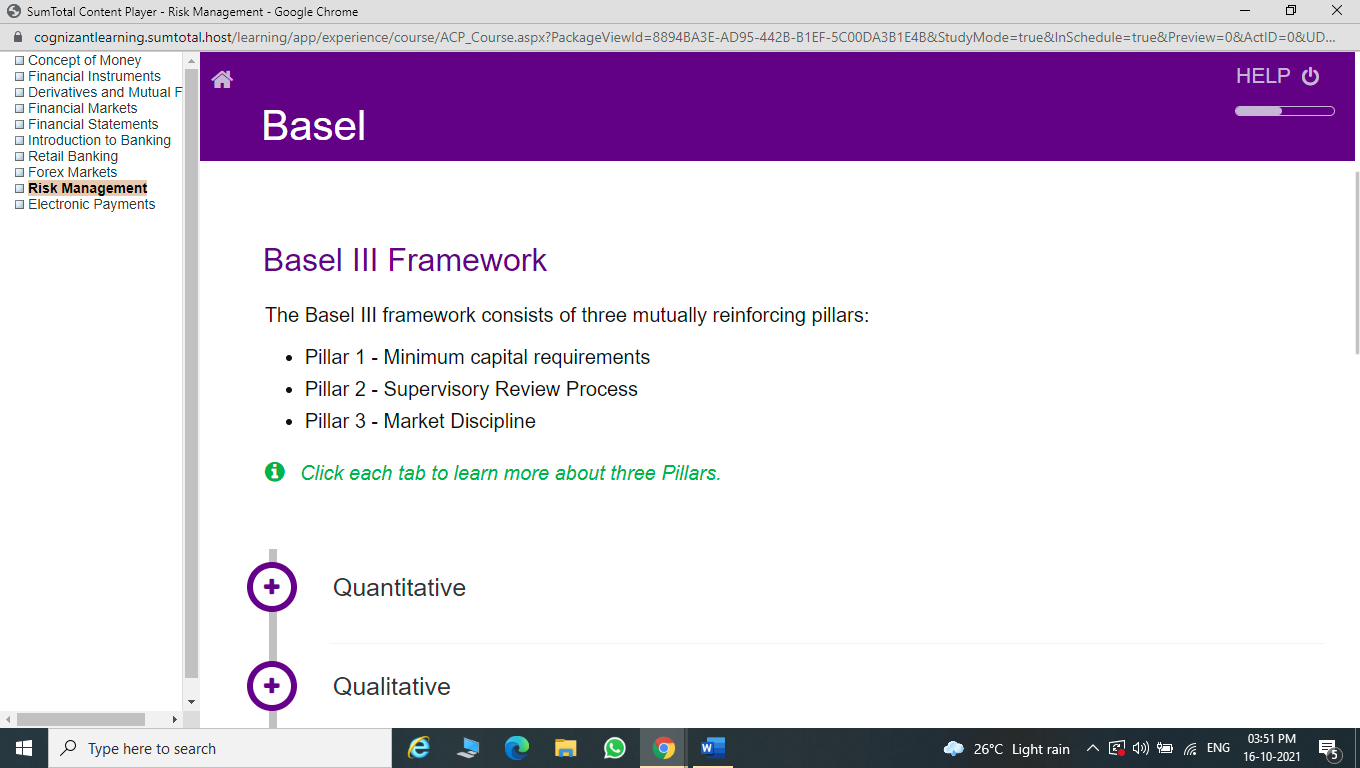 SumTotal Content Player - Risk Management - Google Chrome
cognizantlearning.sumtotal.host/learning/app/experience/course/ACP_Course.aspx?PackageViewId=8894BA3E-AD95-442B-B1EF-5C00DA3B1E4B&StudyMode=true&InSchedule=true&Preview=0&ActID=0&UD...
Concept of Money
Financial Instruments
Derivatives and Mutual F
Financial Markets
Financial Statements
Introduction to Banking
Retail Banking
Forex Markets
Risk Management
Electronic Payments
HELP
Basel
Basel III Framework
The Basel III framework consists of three mutually reinforcing pillars:
• Pillar 1 - Minimum capital requirements
• Pillar 2 - Supervisory Review Process
• Pillar 3 - Market Discipline
Click each tab to learn more about three Pillars.
Quantitative
Qualitative
Type here to search
26°C Light rain
ENG
03:51 PM
16-10-2021
5